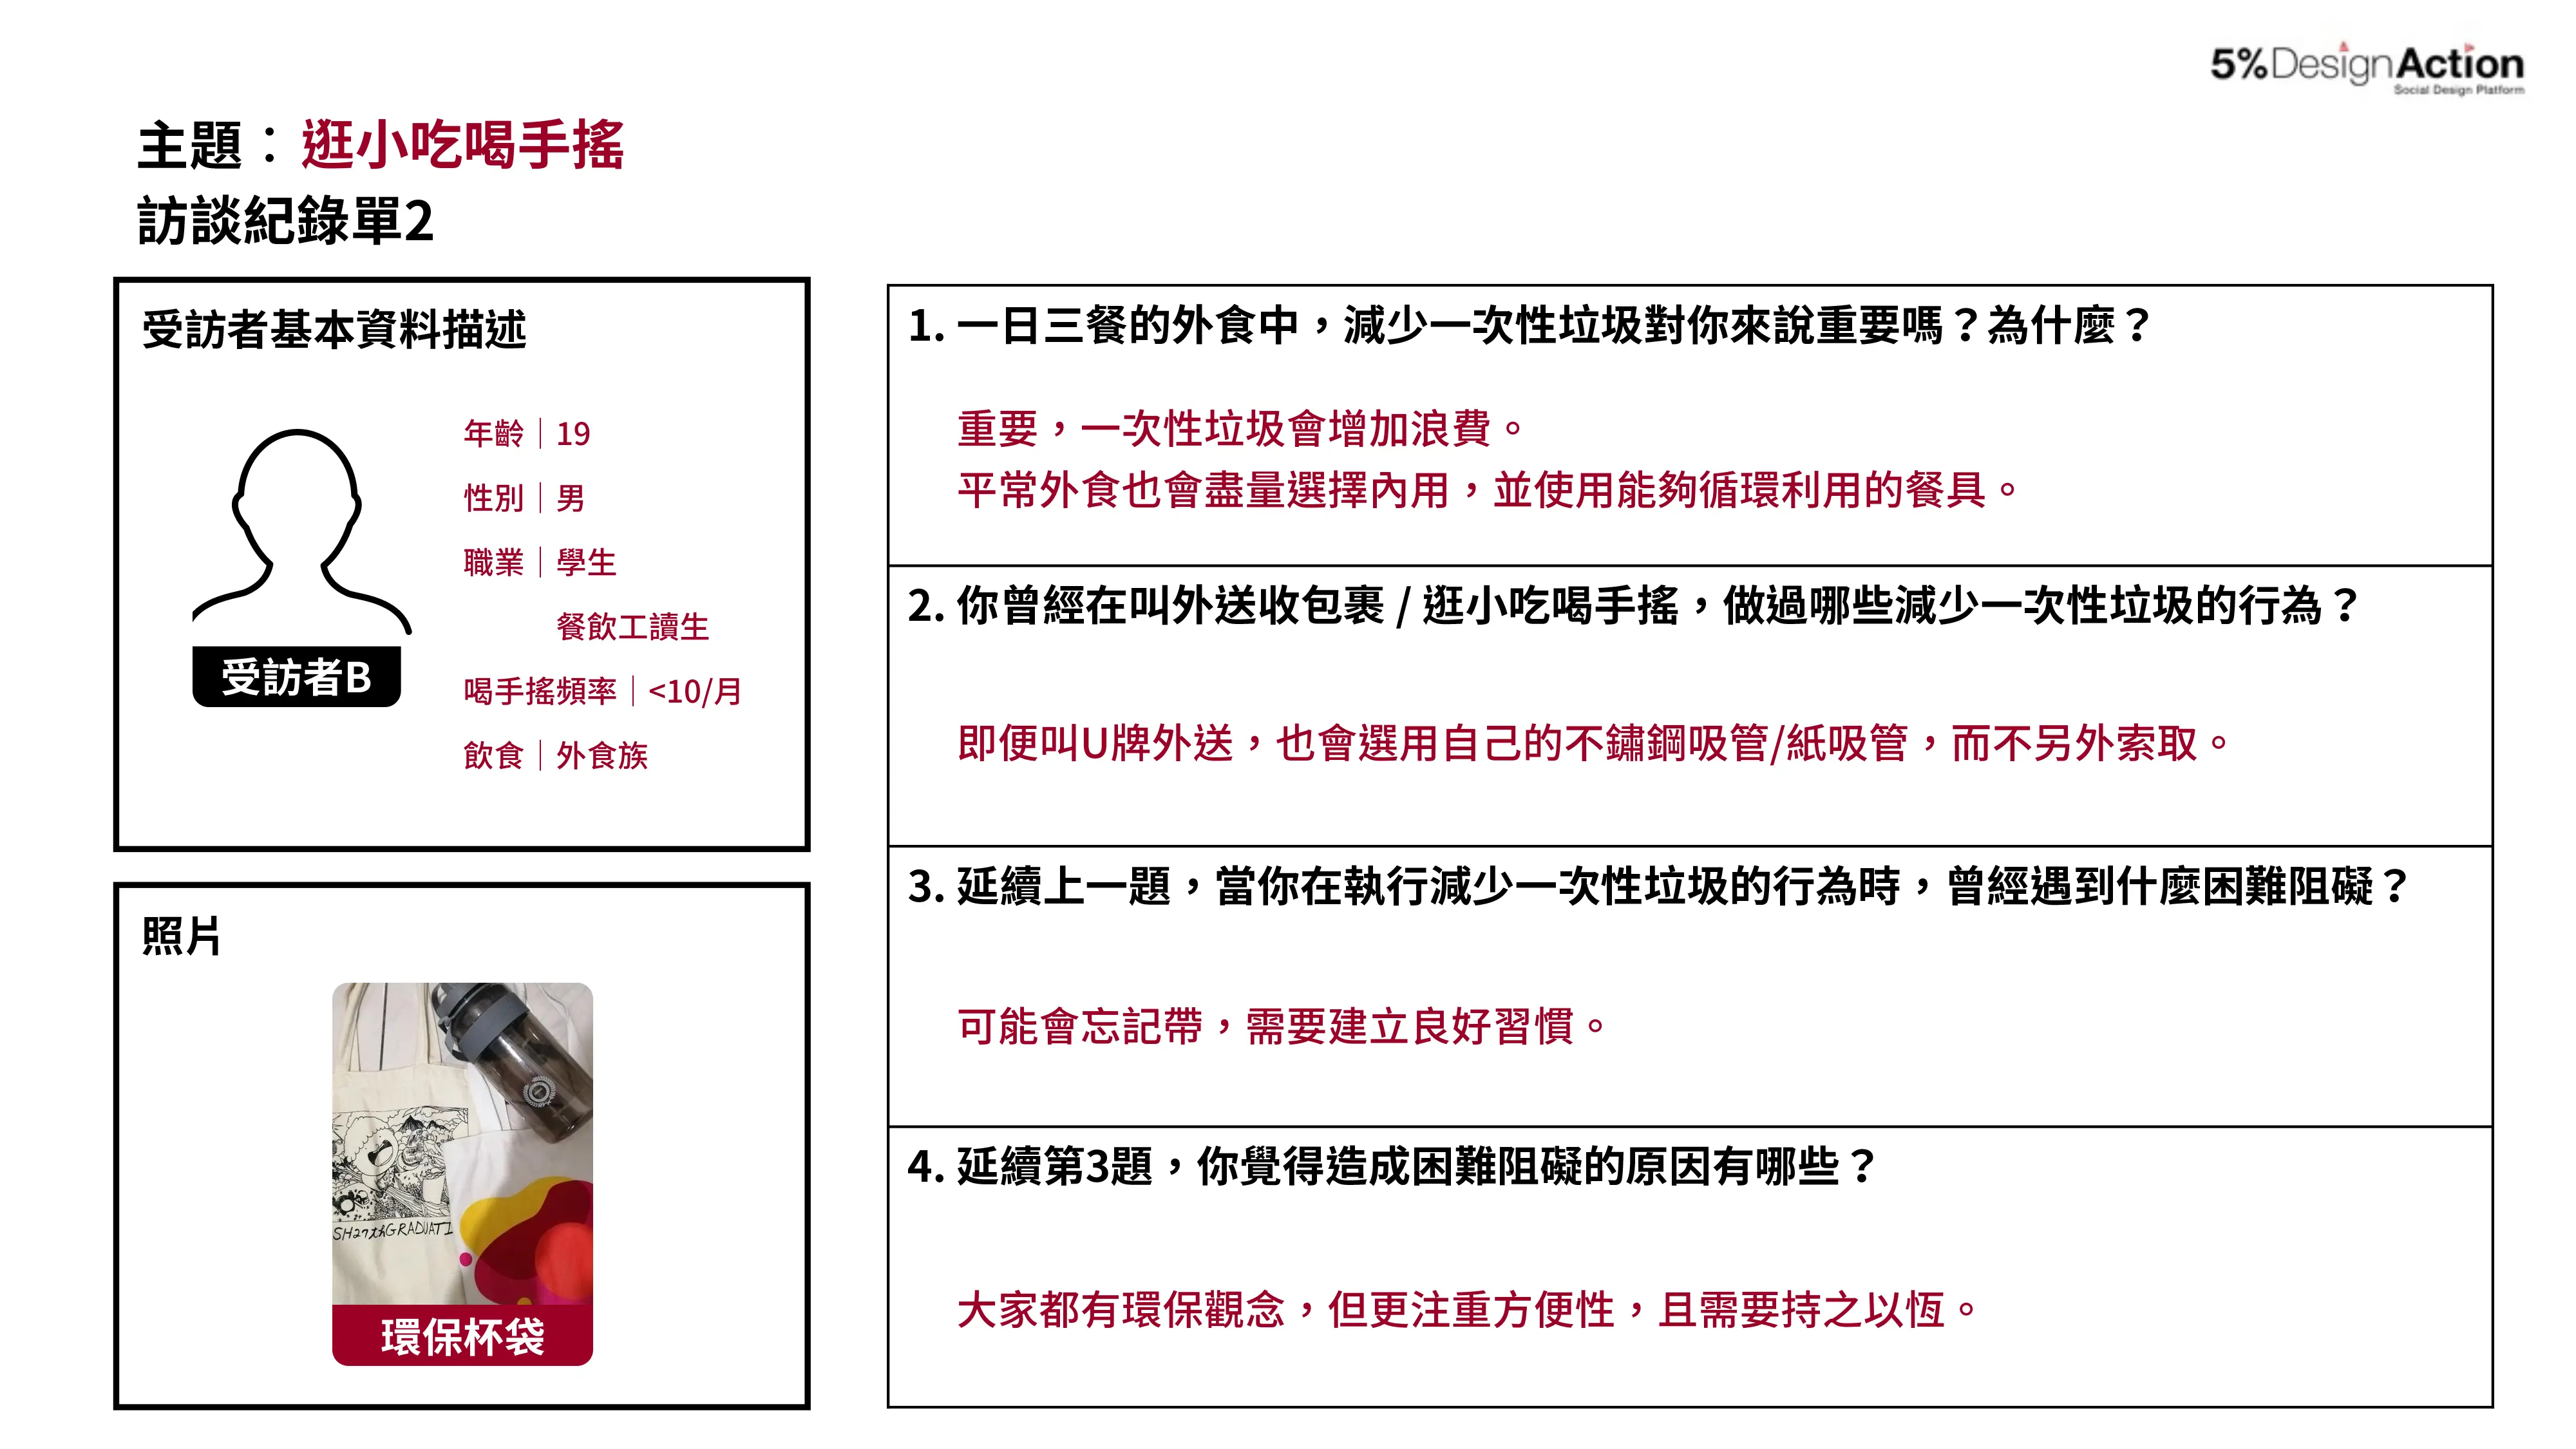 5%DesignAction
Social Design Platform
主題：逛小吃喝手搖
訪談紀錄單2
受訪者基本資料描述
年齡｜19
性別｜男
職業｜學生
餐飲工讀生
喝手搖頻率｜<10/月
飲食｜外食族
受訪者B
照片
SH27thGRADUATI
環保杯袋
1. 一日三餐的外食中，減少一次性垃圾對你來說重要嗎？為什麼？
重要，一次性垃圾會增加浪費。
平常外食也會盡量選擇內用，並使用能夠循環利用的餐具。
2. 你曾經在叫外送收包裹 / 逛小吃喝手搖，做過哪些減少一次性垃圾的行為？
即便叫U牌外送，也會選用自己的不鏽鋼吸管/紙吸管，而不另外索取。
3. 延續上一題，當你在執行減少一次性垃圾的行為時，曾經遇到什麼困難阻礙？
可能會忘記帶，需要建立良好習慣。
4. 延續第3題，你覺得造成困難阻礙的原因有哪些？
大家都有環保觀念，但更注重方便性，且需要持之以恆。